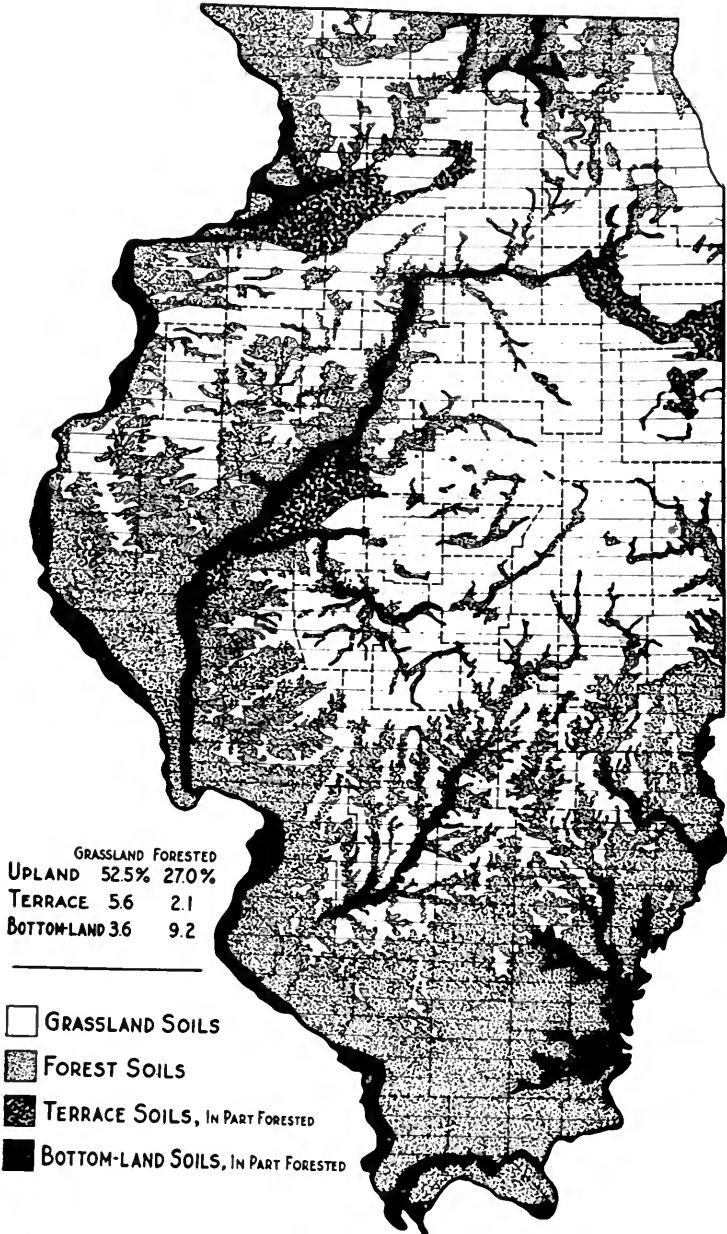 GRASSLAND FORESTED
UPLAND 52.5% 27.0%
TERRACE 5.6 2.1
BOTTOM-LAND 3.6 9.2
GRASSLAND SOILS
FOREST SOILS
TERRACE SOILS, IN PART FORESTED
BOTTOM-LAND SOILS, IN PART FORESTED